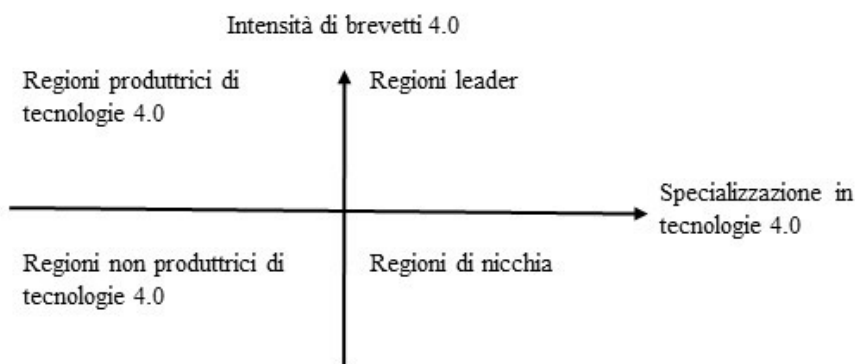 Intensità di brevetti 4.0
Regioni produttrici di
tecnologie 4.0
Regioni leader
Specializzazione in
tecnologie 4.0
Regioni non produttrici di
tecnologie 4.0
Regioni di nicchia